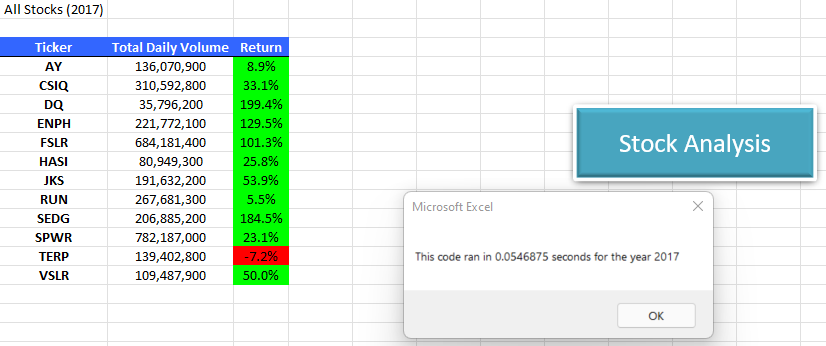 All Stocks (2017)
Ticker Total Daily Volume Return
AY 136,070,900 8.9%
CSIQ 310,592,800 33.1%
DQ 35,796,200 199.4%
ENPH 221,772,100 129.5%
FSLR 684,181,400 101.3%
HASI 80,949,300 25.8%
JKS 191,632,200 53.9%
RUN 267,681,300 5.5%
SEDG 206,885,200 184.5%
SPWR 782,187,000 23.1%
TERP 139,402,800 -7.2%
VSLR 109,487,900 50.0%
Stock Analysis
Microsoft Excel
This code ran in 0.0546875 seconds for the year 2017
OK